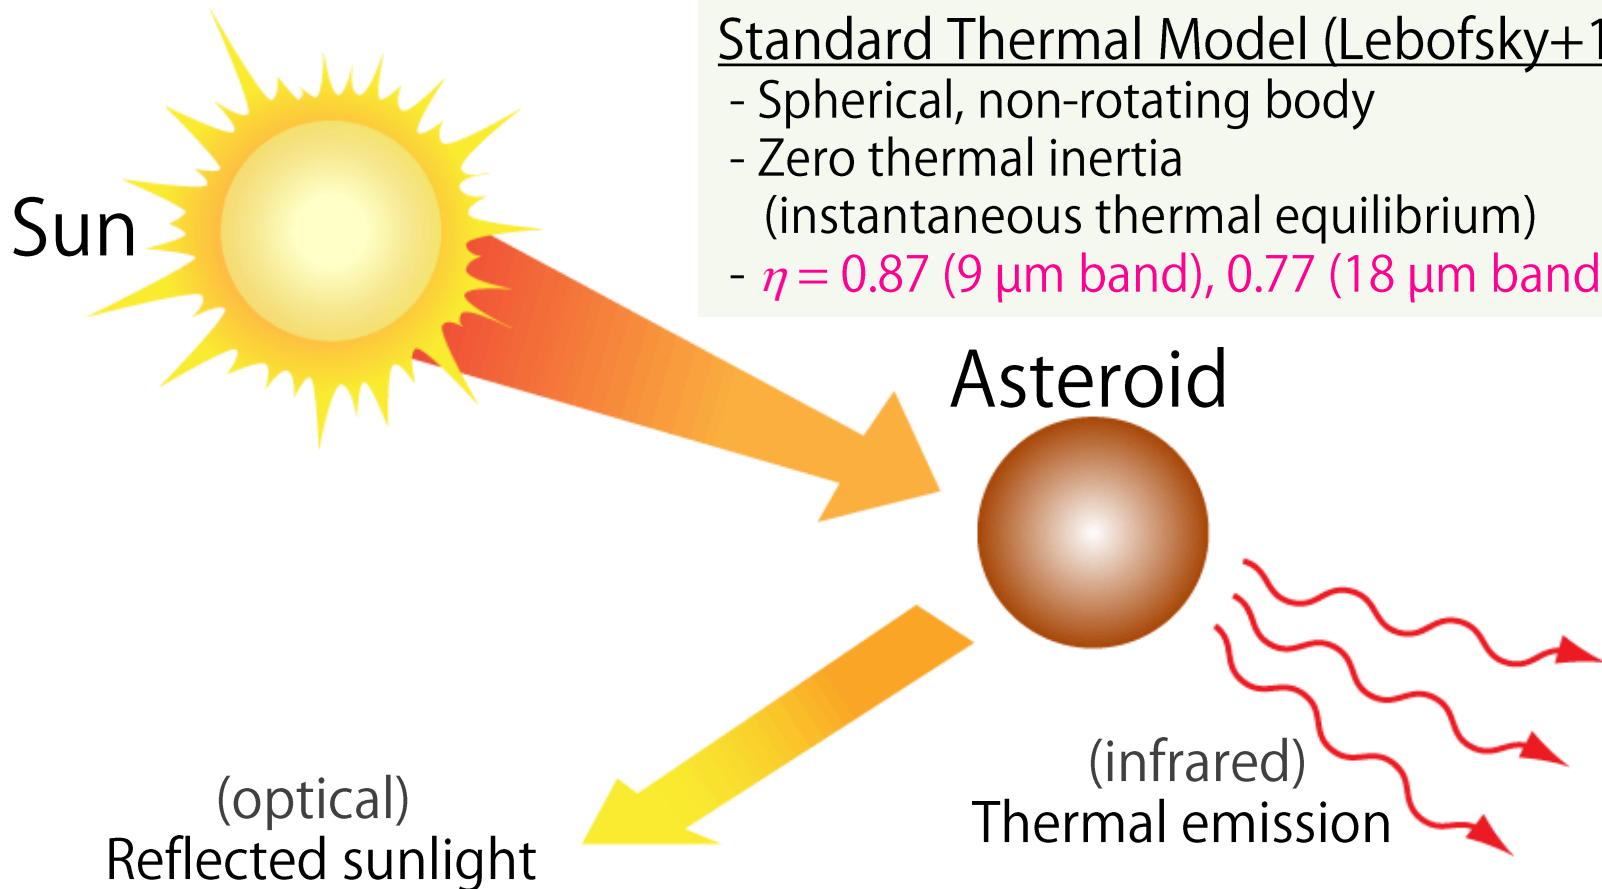 Standard Thermal Model (Lebofsky+1
- Spherical, non-rotating body
- Zero thermal inertia
(instantaneous thermal equilibrium)
- η = 0.87 (9 μm band), 0.77 (18 μm band
Sun
Asteroid
(optical)
Reflected sunlight
(infrared)
Thermal emission